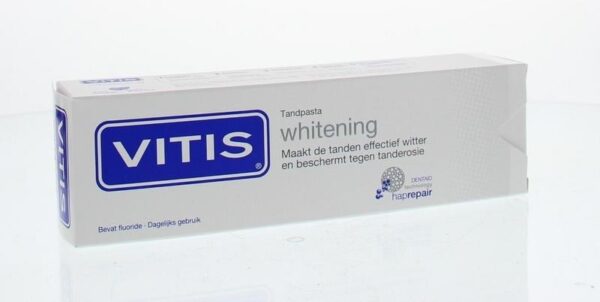 VITIS®
Tandpasta
whitening
Maakt de tanden effectief witter
en beschermt tegen tanderosie
DENTAID
technology
haprepair
Bevat fluoride - Dagelijks gebruik
VITIS